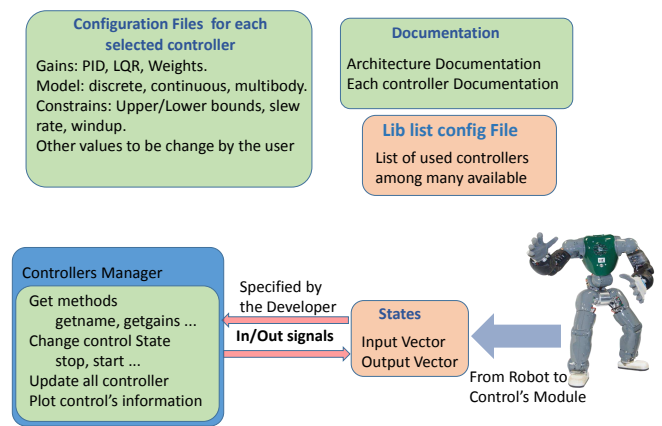 Configuration Files for each
selected controller
Gains: PID, LQR, Weights.
Model: discrete, continuous, multibody.
Constrains: Upper/Lower bounds, slew
rate, windup.
Other values to be change by the user
Documentation
Architecture Documentation
Each controller Documentation
Lib list config File
List of used controllers
among many available
Controllers Manager
Get methods
getname, getgains ...
Change control State
stop, start ...
Update all controller
Plot control's information
Specified by
the Developer
In/Out signals
States
Input Vector
Output Vector
From Robot to
Control's Module